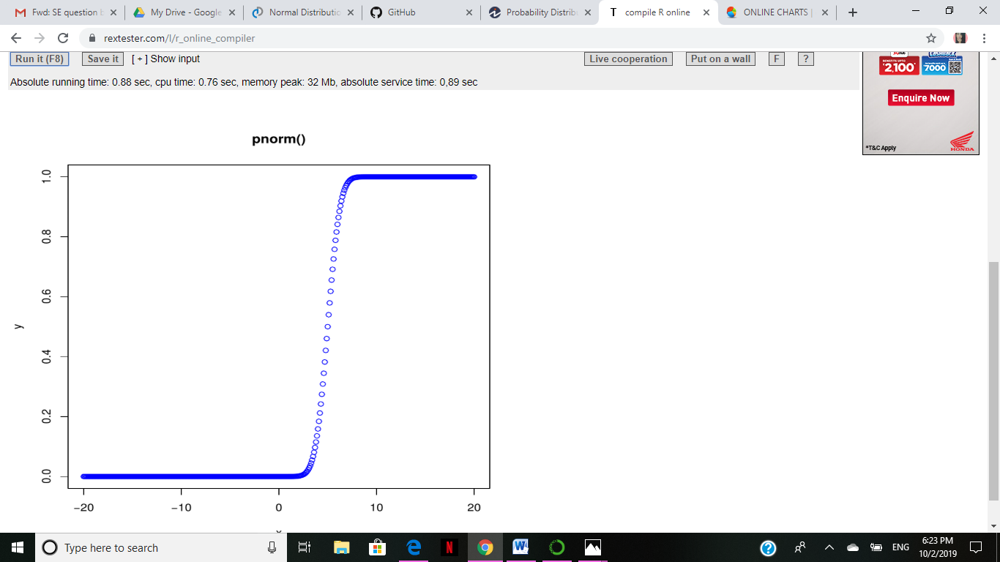 Fwd: SE question b
My Drive - Google
Normal Distributio
GitHub
Probability Distribu
compile R online
ONLINE CHARTS |
rextester.com/l/r_online_compiler
Run it (F8) Save it [ + ] Show input Live cooperation Put on a wall F ?
Absolute running time: 0.88 sec, cpu time: 0.76 sec, memory peak: 32 Mb, absolute service time: 0,89 sec
2,100*
7000
Enquire Now
*T&C Apply
HONDA
pnorm()
1.0
0.8
0.6
0.4
0.2
0.0
y
−20 −10 0 10 20
Type here to search
ENG
6:23 PM
10/2/2019